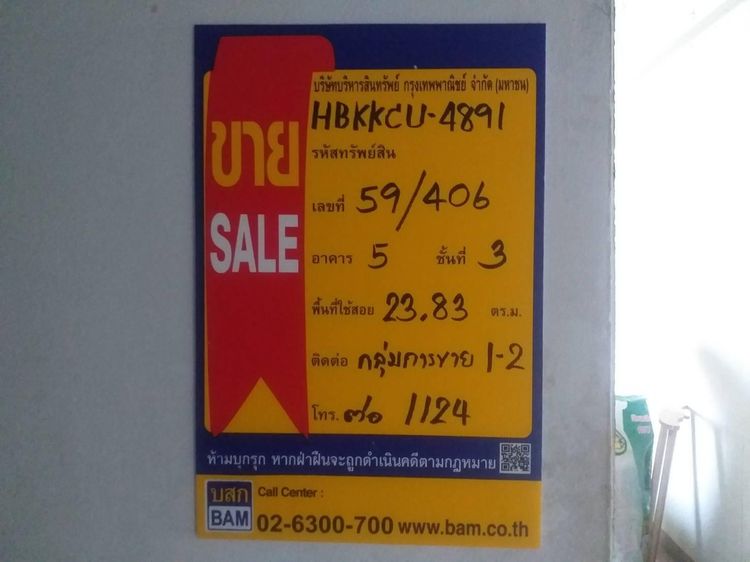 บริษัทบริหารสินทรัพย์ กรุงเทพพาณิชย์ จำกัด (มหาชน)
ขาย
SALE
HBKKCU-4891
รหัสทรัพย์สิน
เลขที่ 59/406
อาคาร 5 ชั้นที่ 3
พื้นที่ใช้สอย 23.83 ตร.ม.
ติดต่อ กลุ่มการขาย 1-2
โทร. ต่อ 1124
ห้ามบุกรุก หากฝ่าฝืนจะถูกดำเนินคดีตามกฎหมาย
บสก
BAM
Call Center :
02-6300-700 www.bam.co.th